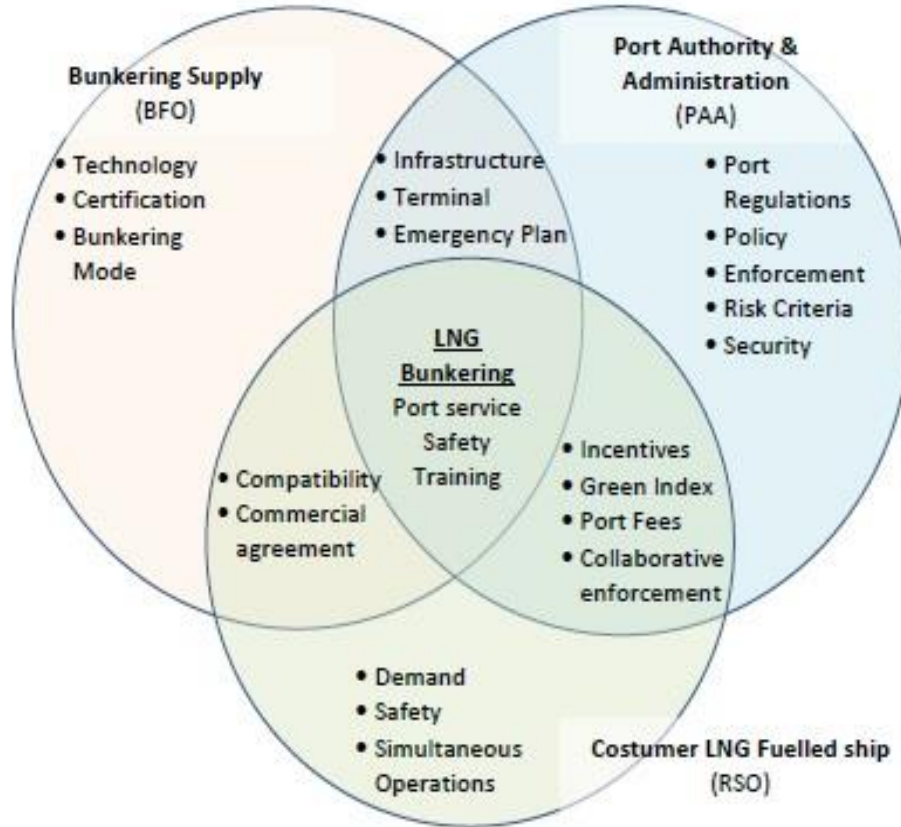 Bunkering Supply
(BFO)
• Technology
• Certification
• Bunkering
Mode
Port Authority &
Administration
(PAA)
• Port
Regulations
• Policy
• Enforcement
• Risk Criteria
• Security
• Infrastructure
• Terminal
• Emergency Plan
LNG
Bunkering
Port service
Safety
Training
• Compatibility
• Commercial
agreement
• Incentives
• Green Index
• Port Fees
• Collaborative
enforcement
• Demand
• Safety
• Simultaneous
Operations
Costumer LNG Fuelled ship
(RSO)